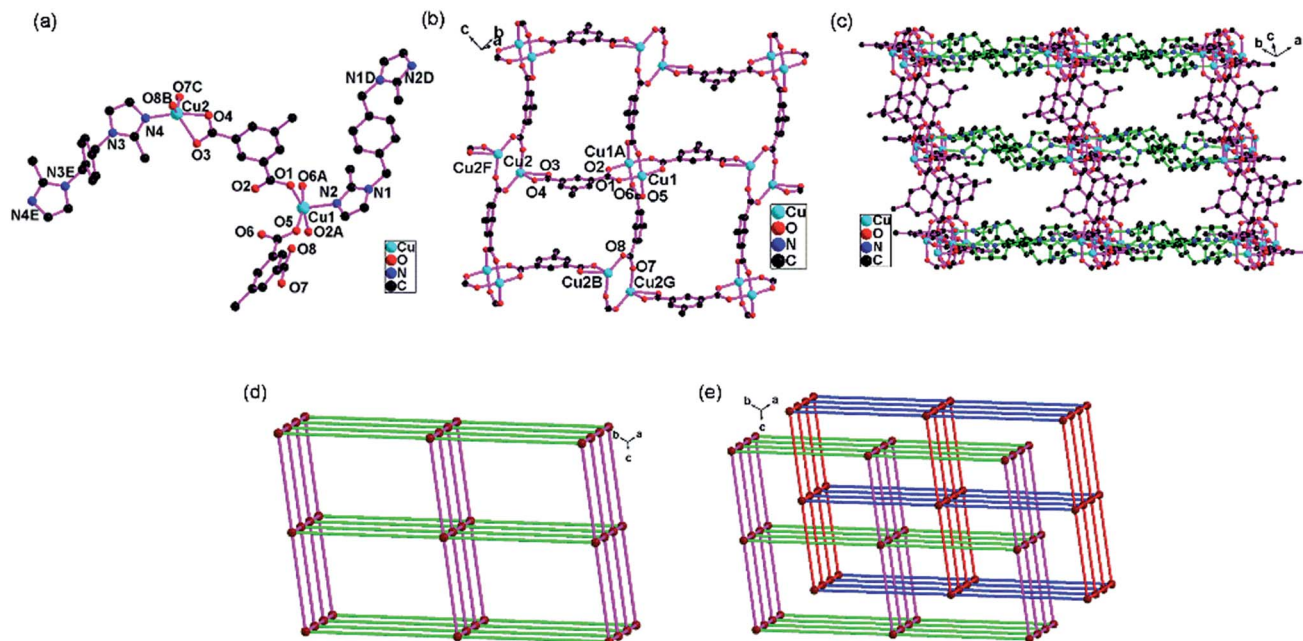 (a)
N1D
N2D
O7C
O8B
Cu2
O4
N3
N4
O3
N3E
N4E
O2
O1
O6A
N2
N1
Cu1
O5
O6
O2A
O8
O7
Cu
O
N
C
(b)
c b
a
Cu1A
Cu2
O3
O2
Cu2F
O4
O1
O6
Cu1
O5
O8
O7
Cu2B
Cu2G
Cu
O
N
C
(c)
c
b a
Cu
O
N
C
(d)
b a
c
(e)
b a
c